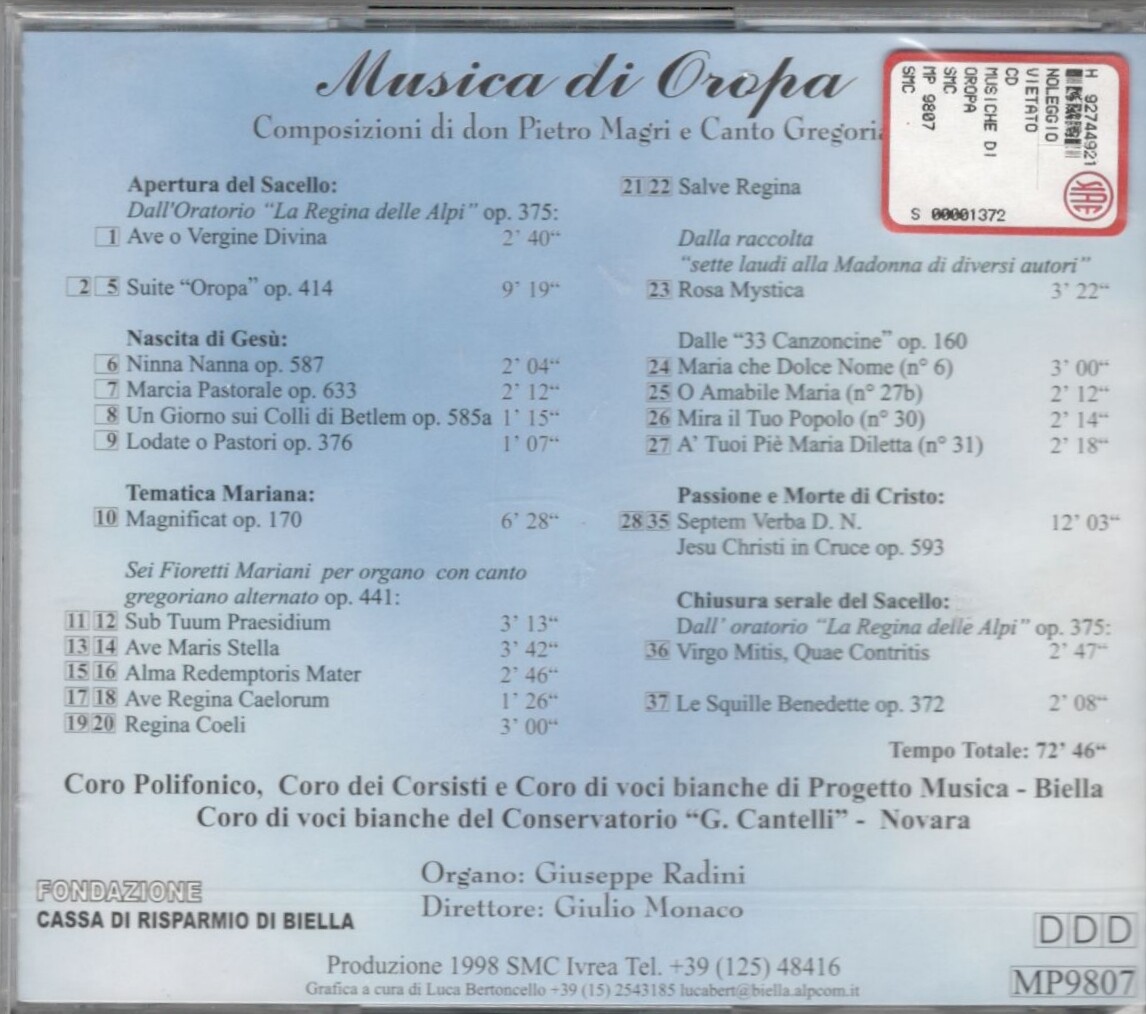 Musica di Oropa
Composizioni di don Pietro Magri e Canto
Apertura del Sacello:
Dall'Oratorio “La Regina delle Alpi” op. 375:
1 Ave o Vergine Divina 2' 40“
2 5 Suite “Oropa” op. 414 9' 19“
Nascita di Gesù:
6 Ninna Nanna op. 587 2' 04“
7 Marcia Pastorale op. 633 2' 12“
8 Un Giorno sui Colli di Betlem op. 585a 1' 15“
9 Lodate o Pastori op. 376 1' 07“
Tematica Mariana:
10 Magnificat op. 170 6' 28“
Sei Fioretti Mariani per organo con canto
gregoriano alternato op. 441:
11 12 Sub Tuum Praesidium 3' 13“
13 14 Ave Maris Stella 3' 42“
15 16 Alma Redemptoris Mater 2' 46“
17 18 Ave Regina Caelorum 1' 26“
19 20 Regina Coeli 3' 00“
21 22 Salve Regina
Dalla raccolta
“sette laudi alla Madonna di diversi autori”
23 Rosa Mystica 3' 22“
Dalle “33 Canzoncine” op. 160
24 Maria che Dolce Nome (n° 6) 3' 00“
25 O Amabile Maria (n° 27b) 2' 12“
26 Mira il Tuo Popolo (n° 30) 2' 14“
27 A' Tuoi Piè Maria Diletta (n° 31) 2' 18“
Passione e Morte di Cristo:
28 35 Septem Verba D. N. 12' 03“
Jesu Christi in Cruce op. 593
Chiusura serale del Sacello:
Dall' oratorio “La Regina delle Alpi” op. 375:
36 Virgo Mitis, Quae Contritis 2' 47“
37 Le Squille Benedette op. 372 2' 08“
Tempo Totale: 72' 46“
Coro Polifonico, Coro dei Corsisti e Coro di voci bianche di Progetto Musica - Biella
Coro di voci bianche del Conservatorio “G. Cantelli” - Novara
Organo: Giuseppe Radini
Direttore: Giulio Monaco
FONDAZIONE
CASSA DI RISPARMIO DI BIELLA
Produzione 1998 SMC Ivrea Tel. +39 (125) 48416
Grafica a cura di Luca Bertoncello +39 (15) 2543185 lucabert@biella.alpcom.it
DDD
MP9807
H 92744921
NOLEGGIO
VIETATO
CD
MUSICHE DI
OROPA
SMC
MP 9807
SMC
SIAE
S 00001372